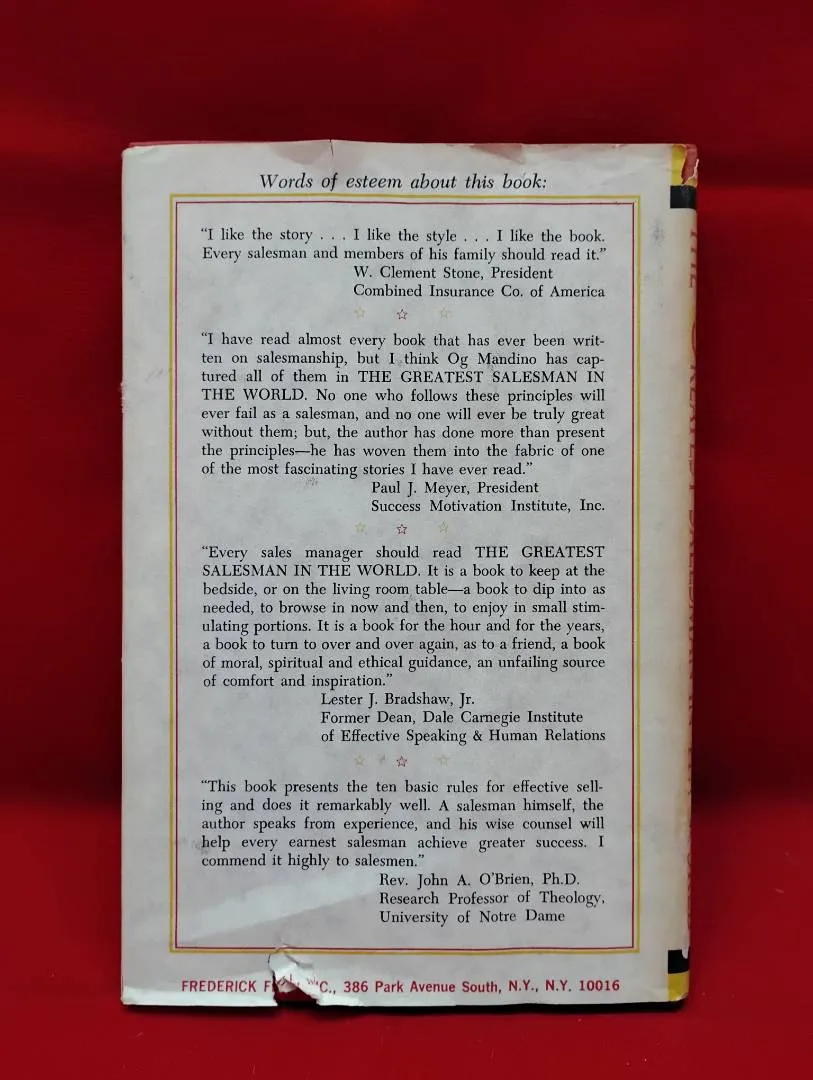 Words of esteem about this book:
“I like the story . . . I like the style . . . I like the book.
Every salesman and members of his family should read it.”
W. Clement Stone, President
Combined Insurance Co. of America
“I have read almost every book that has ever been writ-
ten on salesmanship, but I think Og Mandino has cap-
tured all of them in THE GREATEST SALESMAN IN
THE WORLD. No one who follows these principles will
ever fail as a salesman, and no one will ever be truly great
without them; but, the author has done more than present
the principles—he has woven them into the fabric of one
of the most fascinating stories I have ever read.”
Paul J. Meyer, President
Success Motivation Institute, Inc.
“Every sales manager should read THE GREATEST
SALESMAN IN THE WORLD. It is a book to keep at the
bedside, or on the living room table—a book to dip into as
needed, to browse in now and then, to enjoy in small stim-
ulating portions. It is a book for the hour and for the years,
a book to turn to over and over again, as to a friend, a book
of moral, spiritual and ethical guidance, an unfailing source
of comfort and inspiration.”
Lester J. Bradshaw, Jr.
Former Dean, Dale Carnegie Institute
of Effective Speaking & Human Relations
“This book presents the ten basic rules for effective sell-
ing and does it remarkably well. A salesman himself, the
author speaks from experience, and his wise counsel will
help every earnest salesman achieve greater success. I
commend it highly to salesmen.”
Rev. John A. O’Brien, Ph.D.
Research Professor of Theology,
University of Notre Dame
FREDERICK 386 Park Avenue South, N.Y., N.Y. 10016
THE GREATEST SALESMAN IN